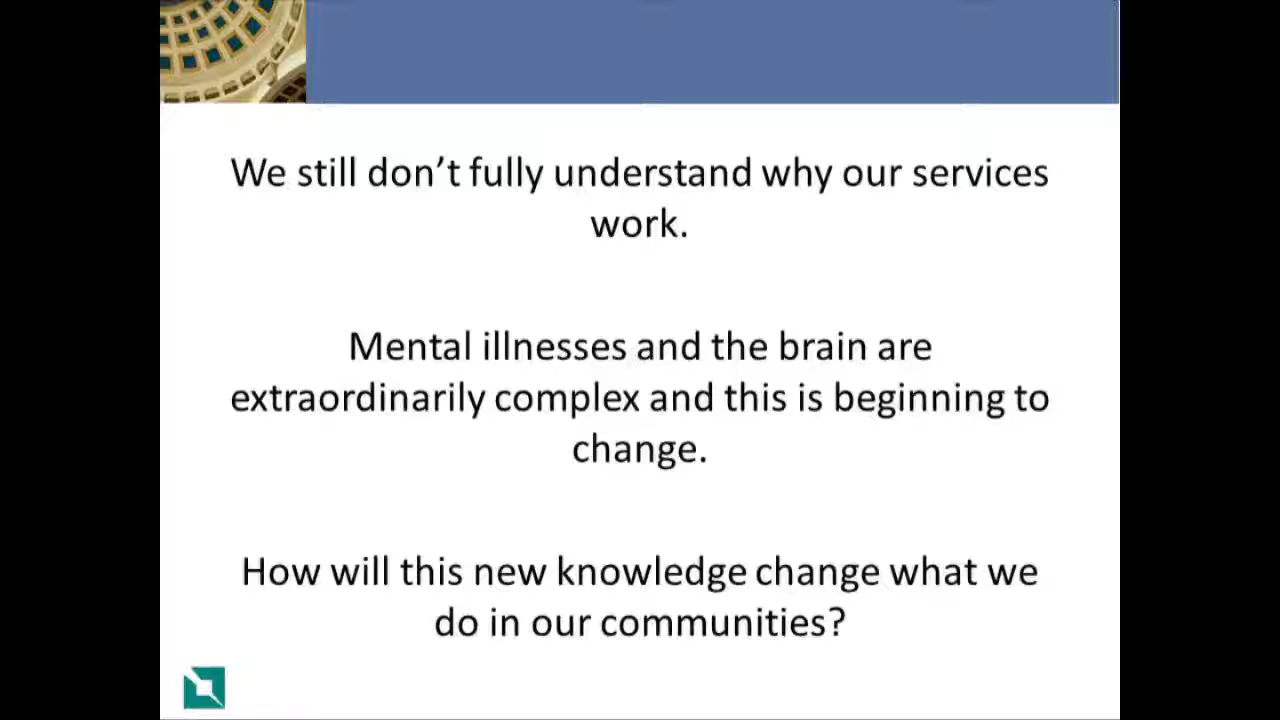 We still don’t fully understand why our services
work.
Mental illnesses and the brain are
extraordinarily complex and this is beginning to
change.
How will this new knowledge change what we
do in our communities?